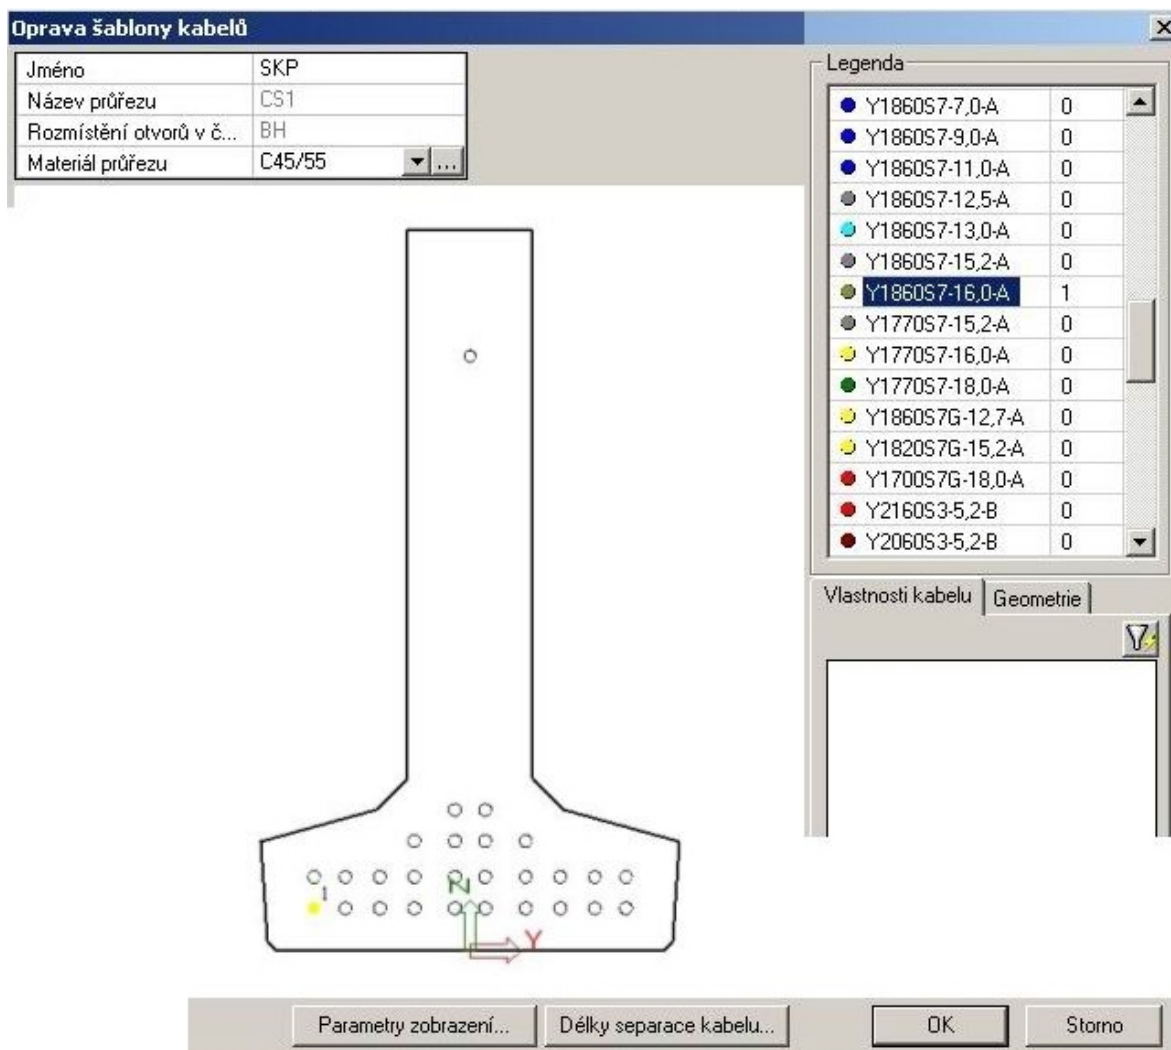 Oprava šablony kabelů
Jméno SKP
Název průřezu CS1
Rozmístění otvorů v č... BH
Materiál průřezu C45/55 ...
Legenda
Y1860S7-7,0-A 0
Y1860S7-9,0-A 0
Y1860S7-11,0-A 0
Y1860S7-12,5-A 0
Y1860S7-13,0-A 0
Y1860S7-15,2-A 0
Y1860S7-16,0-A 1
Y1770S7-15,2-A 0
Y1770S7-16,0-A 0
Y1770S7-18,0-A 0
Y1860S7G-12,7-A 0
Y1820S7G-15,2-A 0
Y1700S7G-18,0-A 0
Y2160S3-5,2-B 0
Y2060S3-5,2-B 0
Vlastnosti kabelu Geometrie
1
Z
Y
Parametry zobrazení... Délky separace kabelu... OK Storno